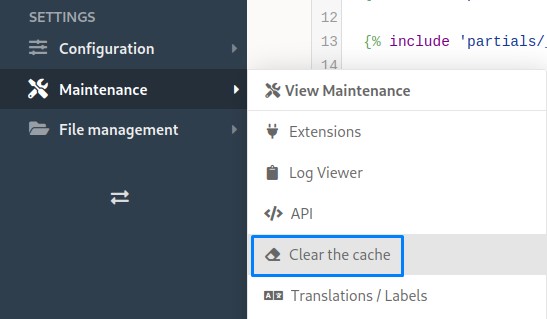 SETTINGS
Configuration
Maintenance
File management
12
13 {% include 'partials/
14
View Maintenance
Extensions
Log Viewer
API
Clear the cache
Translations / Labels